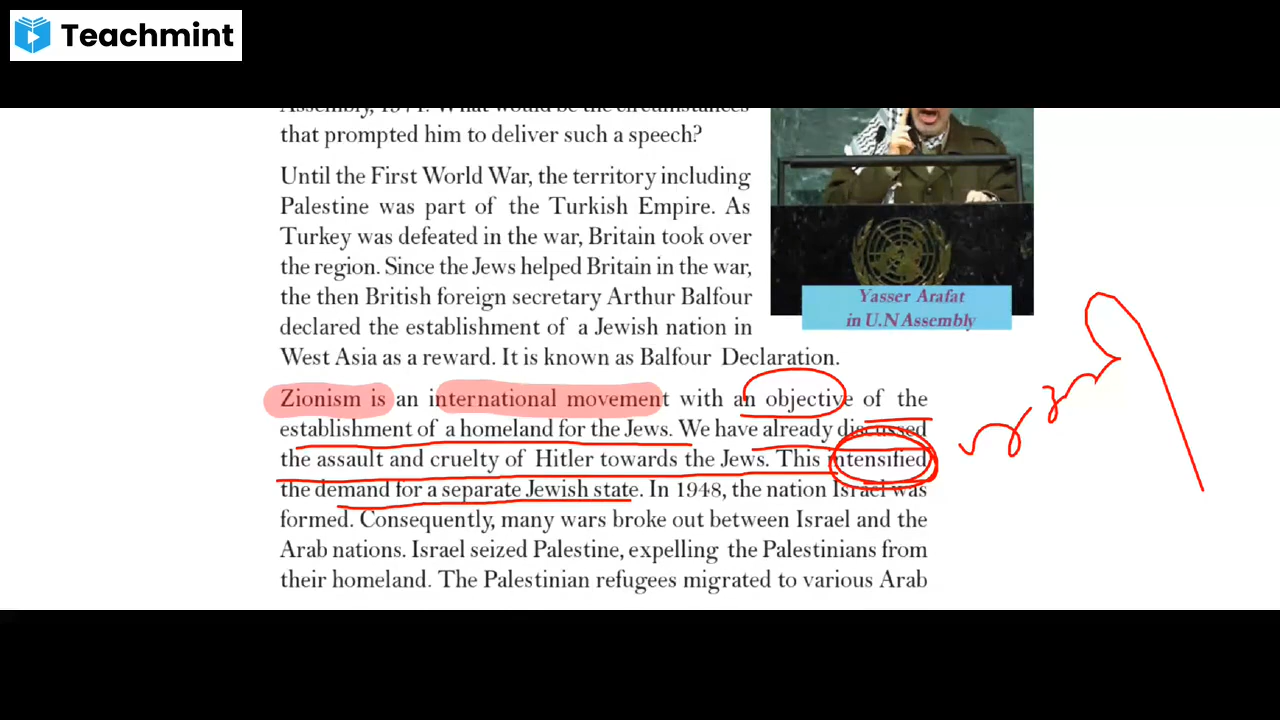 Teachmint
that prompted him to deliver such a speech?
Until the First World War, the territory including
Palestine was part of the Turkish Empire. As
Turkey was defeated in the war, Britain took over
the region. Since the Jews helped Britain in the war,
the then British foreign secretary Arthur Balfour
declared the establishment of a Jewish nation in
West Asia as a reward. It is known as Balfour Declaration.
Yasser Arafat
in U.N Assembly
Zionism is an international movement with an objective of the
establishment of a homeland for the Jews. We have already discussed
the assault and cruelty of Hitler towards the Jews. This intensified
the demand for a separate Jewish state. In 1948, the nation Israel was
formed. Consequently, many wars broke out between Israel and the
Arab nations. Israel seized Palestine, expelling the Palestinians from
their homeland. The Palestinian refugees migrated to various Arab